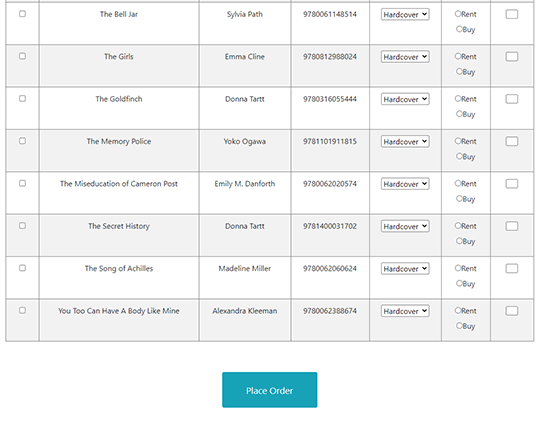 The Bell Jar Sylvia Path 9780061148514 Hardcover Rent
Buy
The Girls Emma Cline 9780812988024 Hardcover Rent
Buy
The Goldfinch Donna Tartt 9780316055444 Hardcover Rent
Buy
The Memory Police Yoko Ogawa 9781101911815 Hardcover Rent
Buy
The Miseducation of Cameron Post Emily M. Danforth 9780062020574 Hardcover Rent
Buy
The Secret History Donna Tartt 9781400031702 Hardcover Rent
Buy
The Song of Achilles Madeline Miller 9780062060624 Hardcover Rent
Buy
You Too Can Have A Body Like Mine Alexandra Kleeman 9780062388674 Hardcover Rent
Buy
Place Order